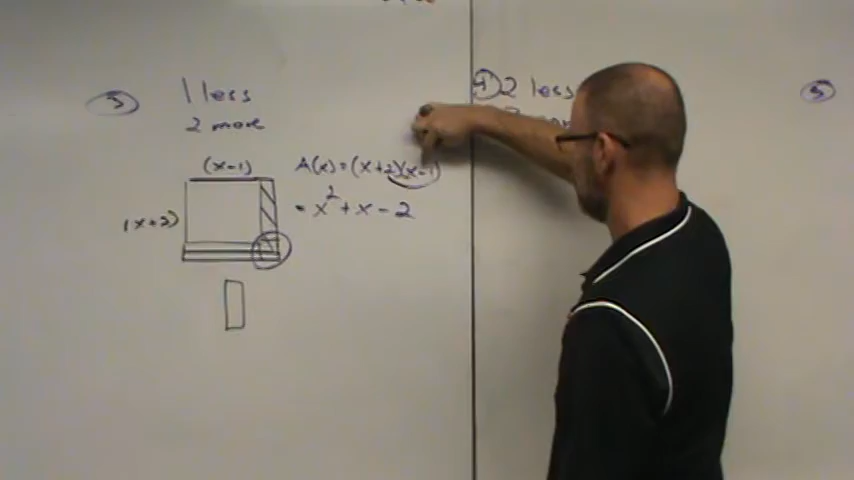 3
1 less
2 more
(x-1)
(x+2)
A(x) = (x+2)(x-1)
= x² + x - 2
4 2 less
5